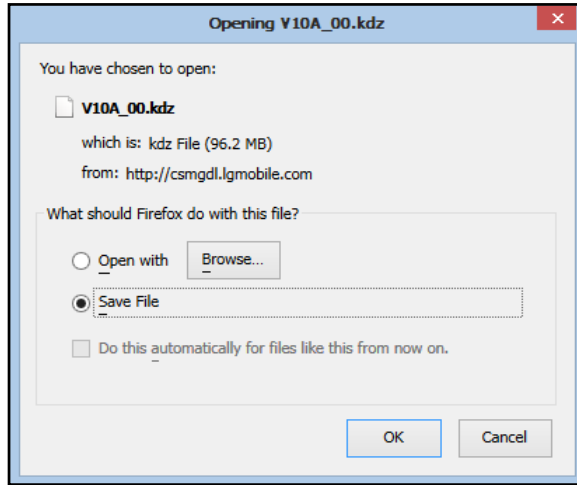 Opening V10A_00.kdz
You have chosen to open:
V10A_00.kdz
which is: kdz File (96.2 MB)
from: http://csmgdl.lgmobile.com
What should Firefox do with this file?
Open with Browse...
Save File
Do this automatically for files like this from now on.
OK Cancel